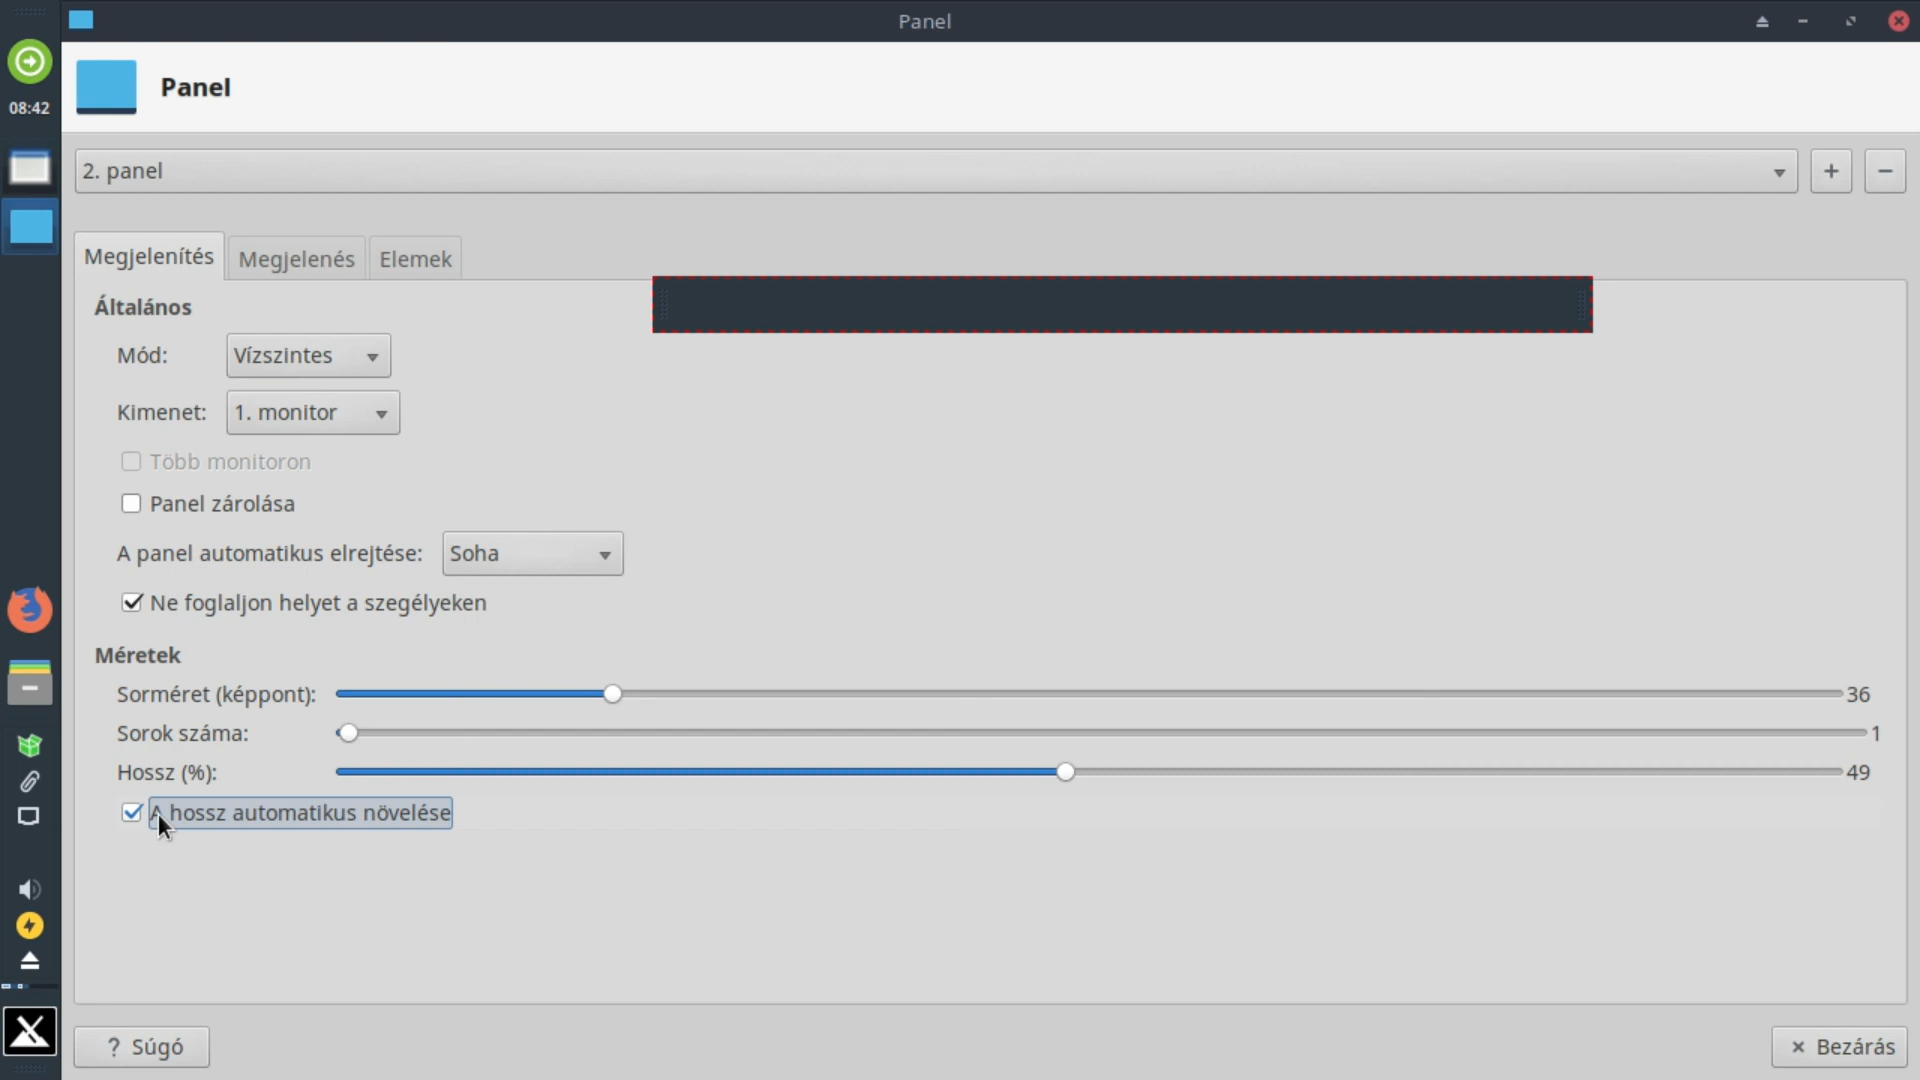 Panel
08:42
Panel
2. panel
Megjelenítés
Megjelenés
Elemek
Általános
Mód: Vízszintes
Kimenet: 1. monitor
Több monitoron
Panel zárolása
A panel automatikus elrejtése: Soha
Ne foglaljon helyet a szegélyeken
Méretek
Sorméret (képpont): 36
Sorok száma: 1
Hossz (%): 49
A hossz automatikus növelése
? Súgó
× Bezárás